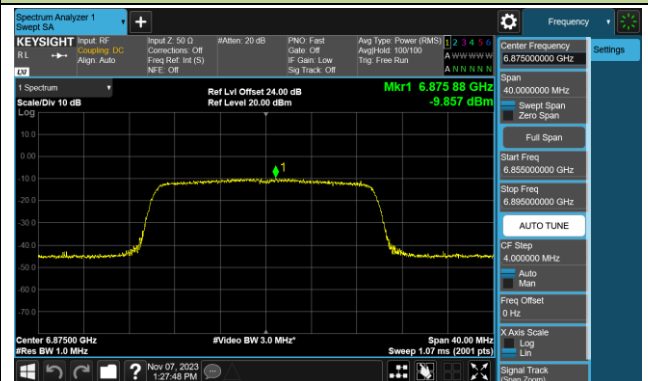 Spectrum Analyzer 1
Swept SA
Frequency
KEYSIGHT
Input: RF
Input Z: 50 Ω
#Atten: 20 dB
PNO: Fast
Avg Type: Power (RMS)
1 2 3 4 5 6
RL
Coupling: DC
Corrections: Off
Gate: Off
Avg|Hold: 100/100
A W W W W W
Align: Auto
Freq Ref: Int (S)
IF Gain: Low
Trig: Free Run
NFE: Off
Sig Track: Off
A N N N N N
LXI
Center Frequency
6.875000000 GHz
Settings
1 Spectrum
Ref Lvl Offset 24.00 dB
Mkr1 6.875 88 GHz
Scale/Div 10 dB
Ref Level 20.00 dBm
-9.857 dBm
Log
Span
40.0000000 MHz
Swept Span
Zero Span
Full Span
Start Freq
6.855000000 GHz
Stop Freq
6.895000000 GHz
AUTO TUNE
CF Step
4.000000 MHz
Auto
Man
Freq Offset
0 Hz
X Axis Scale
Log
Lin
Signal Track
(Span Zoom)
10.0
0.00
1
-10.0
-20.0
-30.0
-40.0
-50.0
-60.0
-70.0
Center 6.87500 GHz
#Video BW 3.0 MHz*
Span 40.00 MHz
#Res BW 1.0 MHz
Sweep 1.07 ms (2001 pts)
?
Nov 07, 2023
1:27:48 PM